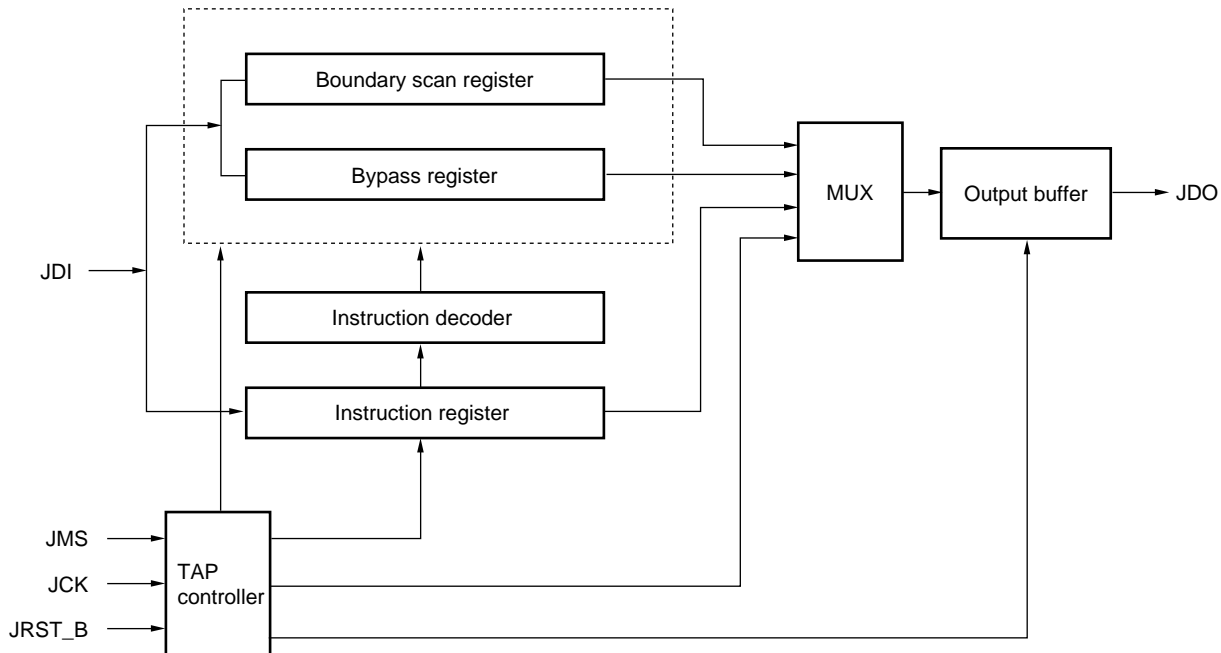 Boundary scan register
Bypass register
MUX
Output buffer
JDO
JDI
Instruction decoder
Instruction register
JMS
JCK
JRST_B
TAP
controller